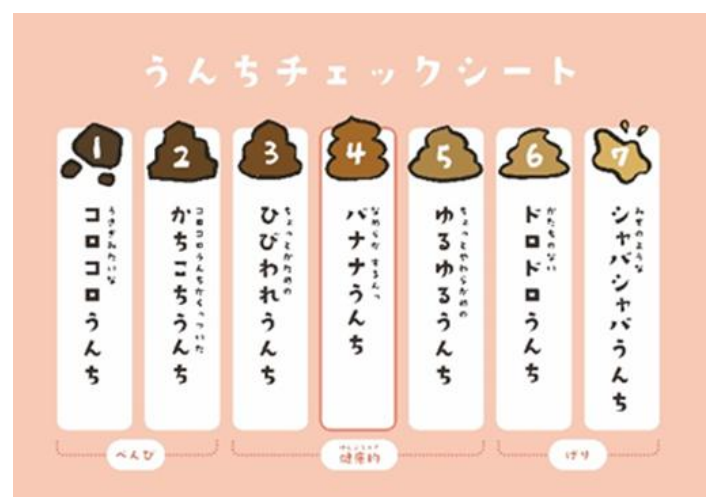 うんちチェックシート
1
うさぎみたいな
コロコロうんち
2
コロコロうんちがくっついた
かちこちうんち
3
ちょっとかための
ひびわれうんち
4
なめらか するんっ
バナナうんち
5
ちょっとやわらかめの
ゆるゆるうんち
6
かたちのない
ドロドロうんち
7
みずのような
シャバシャバうんち
べんぴ
けんこうてき
健康的
げり